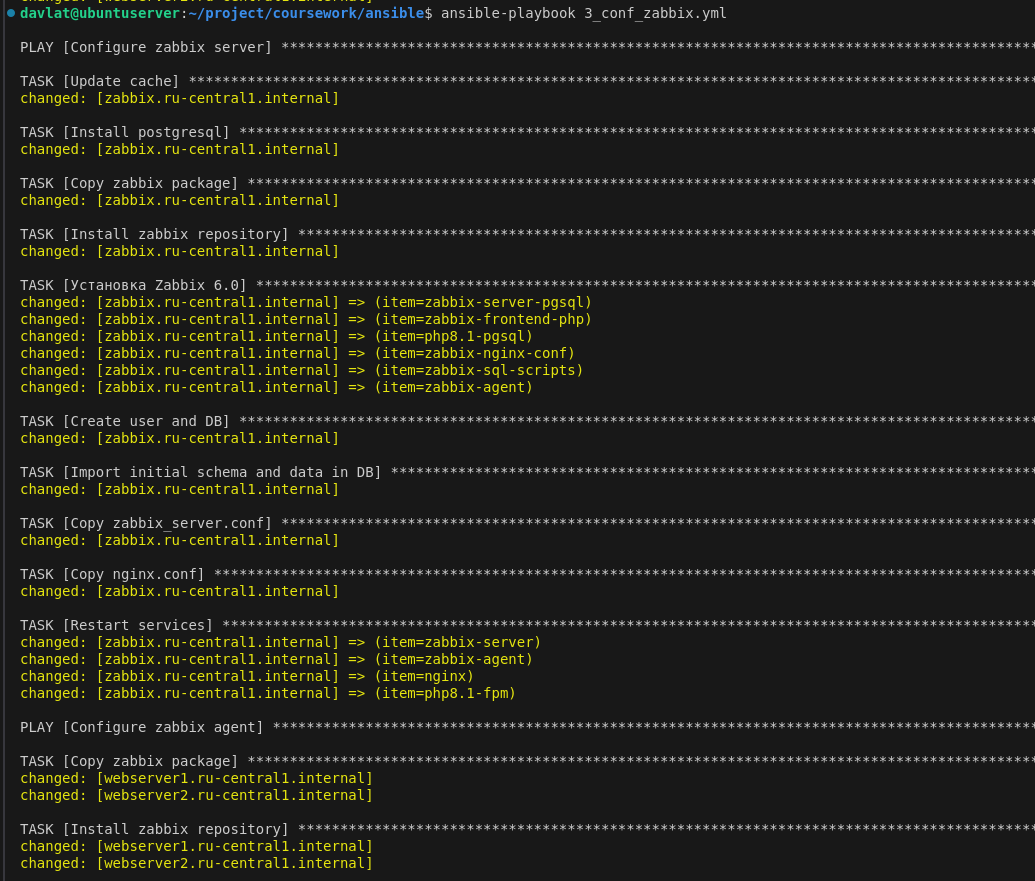 davlat@ubuntuserver:~/project/coursework/ansible$ ansible-playbook 3_conf_zabbix.yml
PLAY [Configure zabbix server] ******************************************************************************************
TASK [Update cache] *****************************************************************************************************
changed: [zabbix.ru-central1.internal]
TASK [Install postgresql] ***********************************************************************************************
changed: [zabbix.ru-central1.internal]
TASK [Copy zabbix package] **********************************************************************************************
changed: [zabbix.ru-central1.internal]
TASK [Install zabbix repository] ****************************************************************************************
changed: [zabbix.ru-central1.internal]
TASK [Установка Zabbix 6.0] *********************************************************************************************
changed: [zabbix.ru-central1.internal] => (item=zabbix-server-pgsql)
changed: [zabbix.ru-central1.internal] => (item=zabbix-frontend-php)
changed: [zabbix.ru-central1.internal] => (item=php8.1-pgsql)
changed: [zabbix.ru-central1.internal] => (item=zabbix-nginx-conf)
changed: [zabbix.ru-central1.internal] => (item=zabbix-sql-scripts)
changed: [zabbix.ru-central1.internal] => (item=zabbix-agent)
TASK [Create user and DB] ***********************************************************************************************
changed: [zabbix.ru-central1.internal]
TASK [Import initial schema and data in DB] *****************************************************************************
changed: [zabbix.ru-central1.internal]
TASK [Copy zabbix_server.conf] ******************************************************************************************
changed: [zabbix.ru-central1.internal]
TASK [Copy nginx.conf] **************************************************************************************************
changed: [zabbix.ru-central1.internal]
TASK [Restart services] *************************************************************************************************
changed: [zabbix.ru-central1.internal] => (item=zabbix-server)
changed: [zabbix.ru-central1.internal] => (item=zabbix-agent)
changed: [zabbix.ru-central1.internal] => (item=nginx)
changed: [zabbix.ru-central1.internal] => (item=php8.1-fpm)
PLAY [Configure zabbix agent] *******************************************************************************************
TASK [Copy zabbix package] **********************************************************************************************
changed: [webserver1.ru-central1.internal]
changed: [webserver2.ru-central1.internal]
TASK [Install zabbix repository] ****************************************************************************************
changed: [webserver1.ru-central1.internal]
changed: [webserver2.ru-central1.internal]